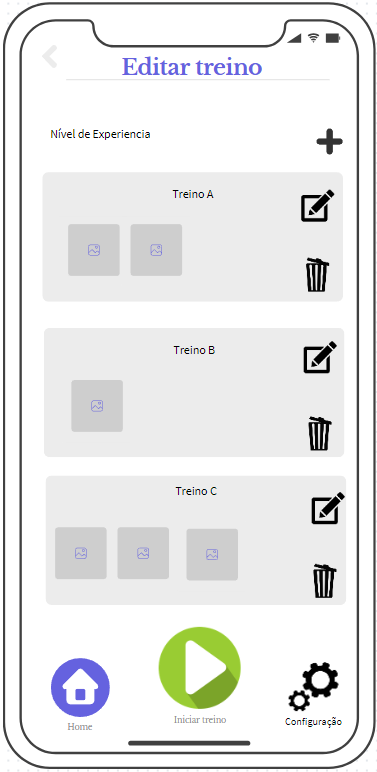 Editar treino
Nível de Experiencia
Treino A
Treino B
Treino C
Home
Iniciar treino
Configuração